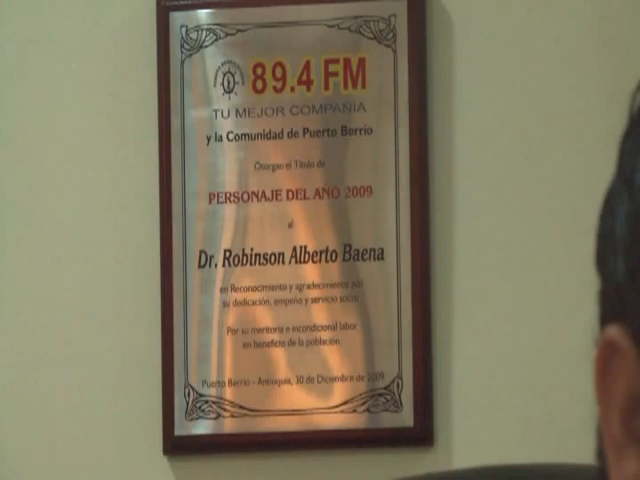 89.4 FM
TU MEJOR COMPAÑIA
y la Comunidad de Puerto Berrio
Otorgan el Titulo de
PERSONAJE DEL AÑO 2009
al
Dr. Robinson Alberto Baena
en Reconocimiento y agradecimiento por
su dedicación, empeño y servicio social
Por su meritoria e incondicional labor
en beneficio de la población.
Puerto Berrio - Antioquia, 30 de Diciembre de 2009